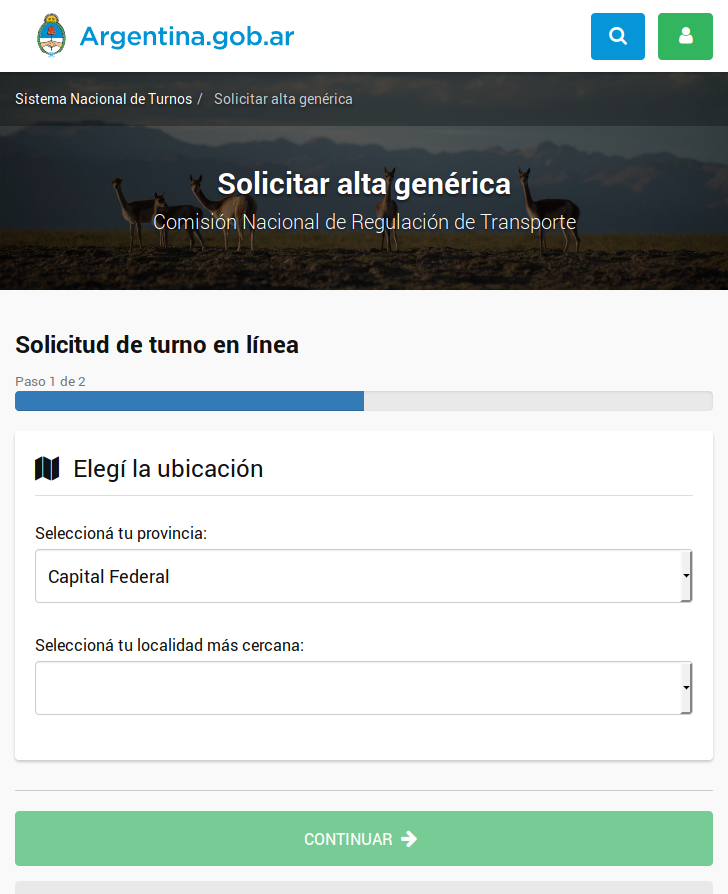 Argentina.gob.ar
Sistema Nacional de Turnos / Solicitar alta genérica
Solicitar alta genérica
Comisión Nacional de Regulación de Transporte
Solicitud de turno en línea
Paso 1 de 2
Elegí la ubicación
Seleccioná tu provincia:
Capital Federal
Seleccioná tu localidad más cercana:
CONTINUAR